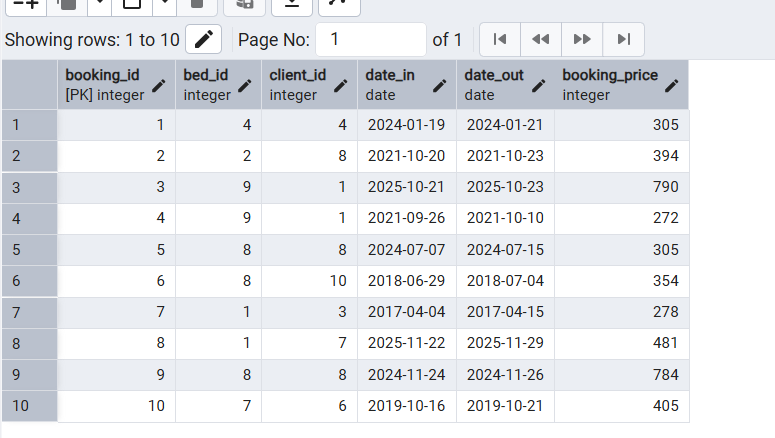 Showing rows: 1 to 10 Page No: 1 of 1
booking_id bed_id client_id date_in date_out booking_price
[PK] integer integer integer date date integer
1 1 4 4 2024-01-19 2024-01-21 305
2 2 2 8 2021-10-20 2021-10-23 394
3 3 9 1 2025-10-21 2025-10-23 790
4 4 9 1 2021-09-26 2021-10-10 272
5 5 8 8 2024-07-07 2024-07-15 305
6 6 8 10 2018-06-29 2018-07-04 354
7 7 1 3 2017-04-04 2017-04-15 278
8 8 1 7 2025-11-22 2025-11-29 481
9 9 8 8 2024-11-24 2024-11-26 784
10 10 7 6 2019-10-16 2019-10-21 405